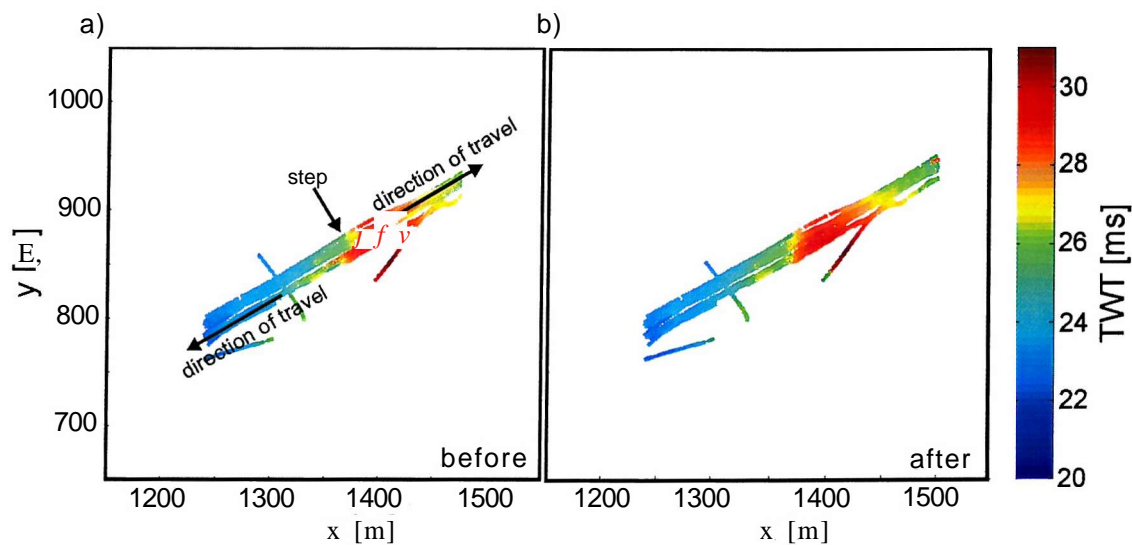 a)
b)
1000
900
800
700
y [E,
step
direction of travel
direction of travel
before
after
1200 1300 1400 1500
1200 1300 1400 1500
x [m]
x [m]
30
28
26
24
22
20
TWT [ms]